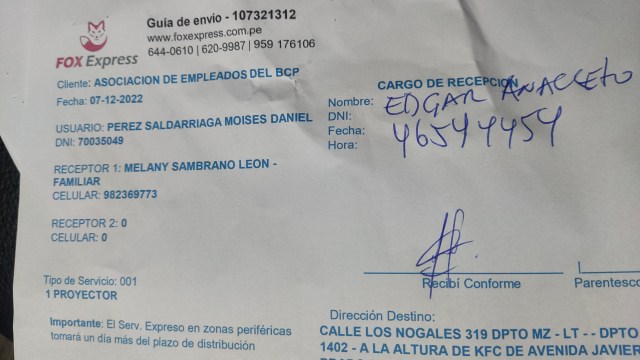 FOX Express
Guía de envio - 107321312
www.foxexpress.com.pe
644-0610 | 620-9987 | 959 176106
Cliente: ASOCIACION DE EMPLEADOS DEL BCP
Fecha: 07-12-2022
USUARIO: PEREZ SALDARRIAGA MOISES DANIEL
DNI: 70035049
RECEPTOR 1: MELANY SAMBRANO LEON -
FAMILIAR
CELULAR: 982369773
RECEPTOR 2: 0
CELULAR: 0
Tipo de Servicio: 001
1 PROYECTOR
Importante: El Serv. Expreso en zonas periféricas
tomará un día más del plazo de distribución
CARGO DE RECEPCION
Nombre: EDGAR ANACLETO
DNI: 46544454
Fecha:
Hora:
Recibí Conforme
Parentesco
Dirección Destino:
CALLE LOS NOGALES 319 DPTO MZ - LT - - DPTO
1402 - A LA ALTURA DE KFC DE AVENIDA JAVIER